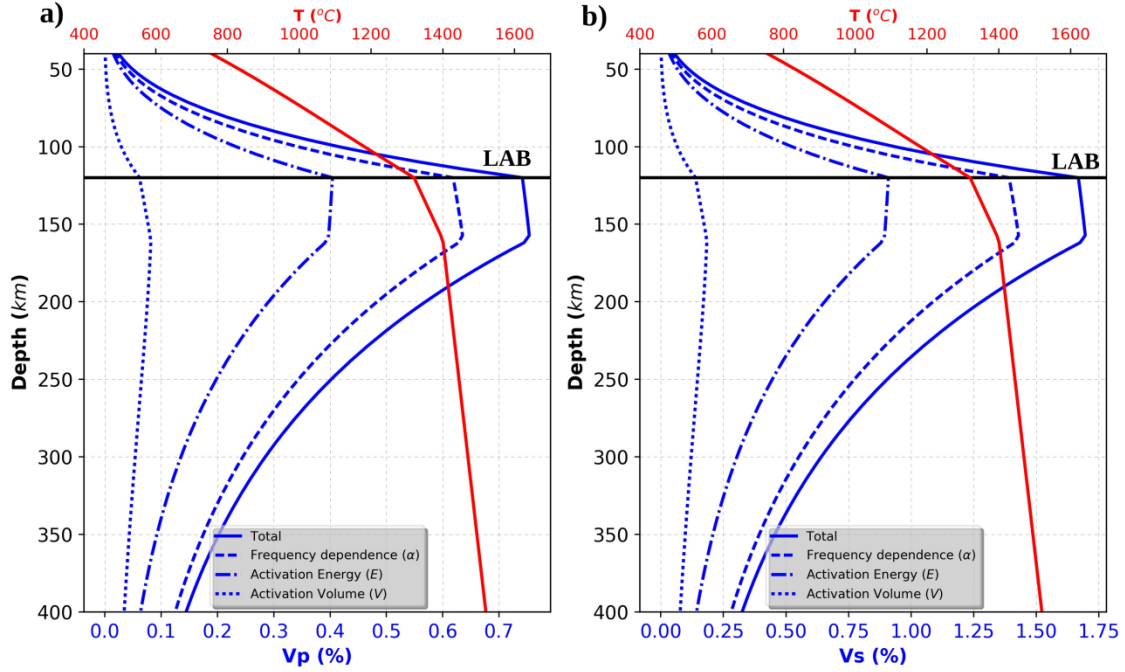 a)
T (°C)
400 600 800 1000 1200 1400 1600
50
100
150
200
250
300
350
400
Depth (km)
LAB
Total
Frequency dependence (α)
Activation Energy (E)
Activation Volume (V)
0.0 0.1 0.2 0.3 0.4 0.5 0.6 0.7
Vp (%)
b)
T (°C)
400 600 800 1000 1200 1400 1600
50
100
150
200
250
300
350
400
Depth (km)
LAB
Total
Frequency dependence (α)
Activation Energy (E)
Activation Volume (V)
0.00 0.25 0.50 0.75 1.00 1.25 1.50 1.75
Vs (%)